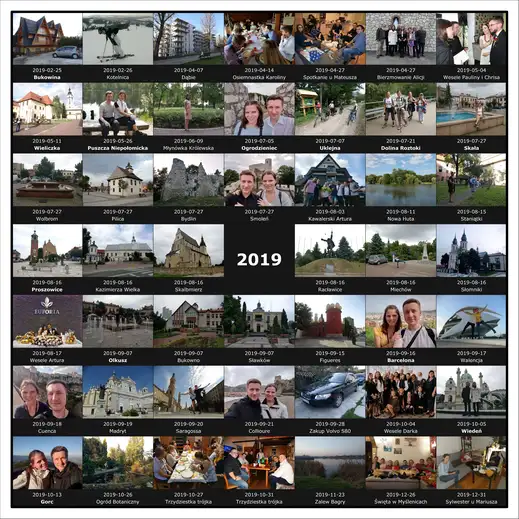 2019-02-25 2019-02-26 2019-04-07 2019-04-14 2019-04-27 2019-04-27 2019-05-04
Bukowina Kotelnica Dąbie Osiemnastka Karoliny Spotkanie u Mateusza Bierzmowanie Alicji Wesele Pauliny i Chrisa
2019-05-11 2019-05-26 2019-06-09 2019-07-05 2019-07-07 2019-07-21 2019-07-27
Wieliczka Puszcza Niepołomicka Młynówka Królewska Ogrodzieniec Uklejna Dolina Roztoki Skała
2019-07-27 2019-07-27 2019-07-27 2019-07-27 2019-08-03 2019-08-11 2019-08-15
Wolbrom Pilica Bydlin Smoleń Kawalerski Artura Nowa Huta Staniątki
2019
2019-08-16 2019-08-16 2019-08-16 2019-08-16 2019-08-16 2019-08-16
Proszowice Kazimierza Wielka Skalbmierz Racławice Miechów Słomniki
EUFORIA
2019-08-17 2019-09-07 2019-09-07 2019-09-07 2019-09-15 2019-09-16 2019-09-17
Wesele Artura Olkusz Bukowno Sławków Figueres Barcelona Walencja
2019-09-18 2019-09-19 2019-09-20 2019-09-20 2019-09-28 2019-10-04 2019-10-05
Cuenca Madryt Saragossa Collioure Zakup Volvo S80 Wesele Darka Wiedeń
2019-10-13 2019-10-26 2019-10-27 2019-10-31 2019-11-11 2019-12-26 2019-12-31
Gorc Ogród Botaniczny Trzydziestka trójka Trzydziestka trójka Zalew Bagry Święta w Myślenicach Sylwester u Mariusza